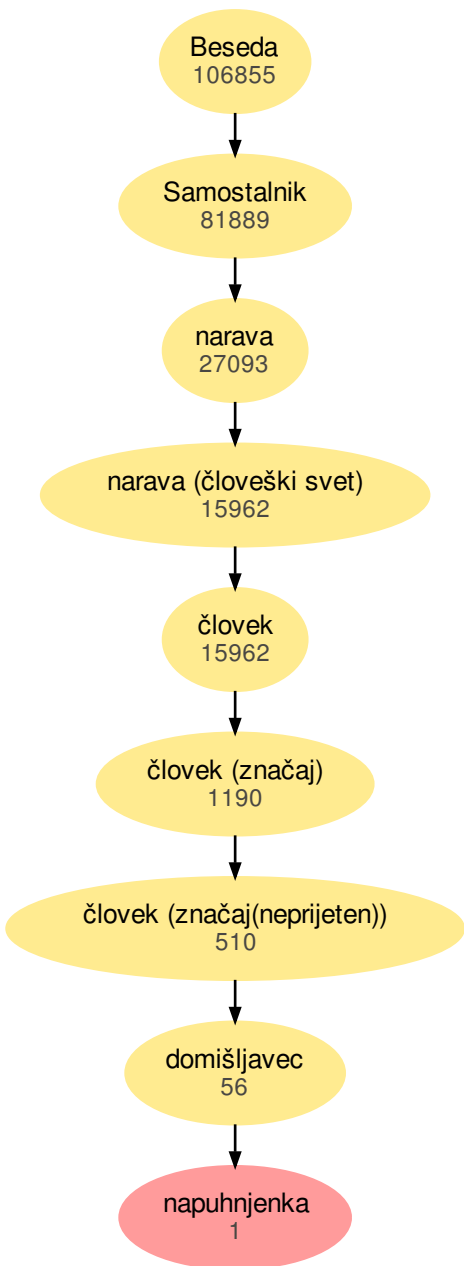 Beseda
106855
Samostalnik
81889
narava
27093
narava (človeški svet)
15962
človek
15962
človek (značaj)
1190
človek (značaj(neprijeten))
510
domišljavec
56
napuhnjenka
1